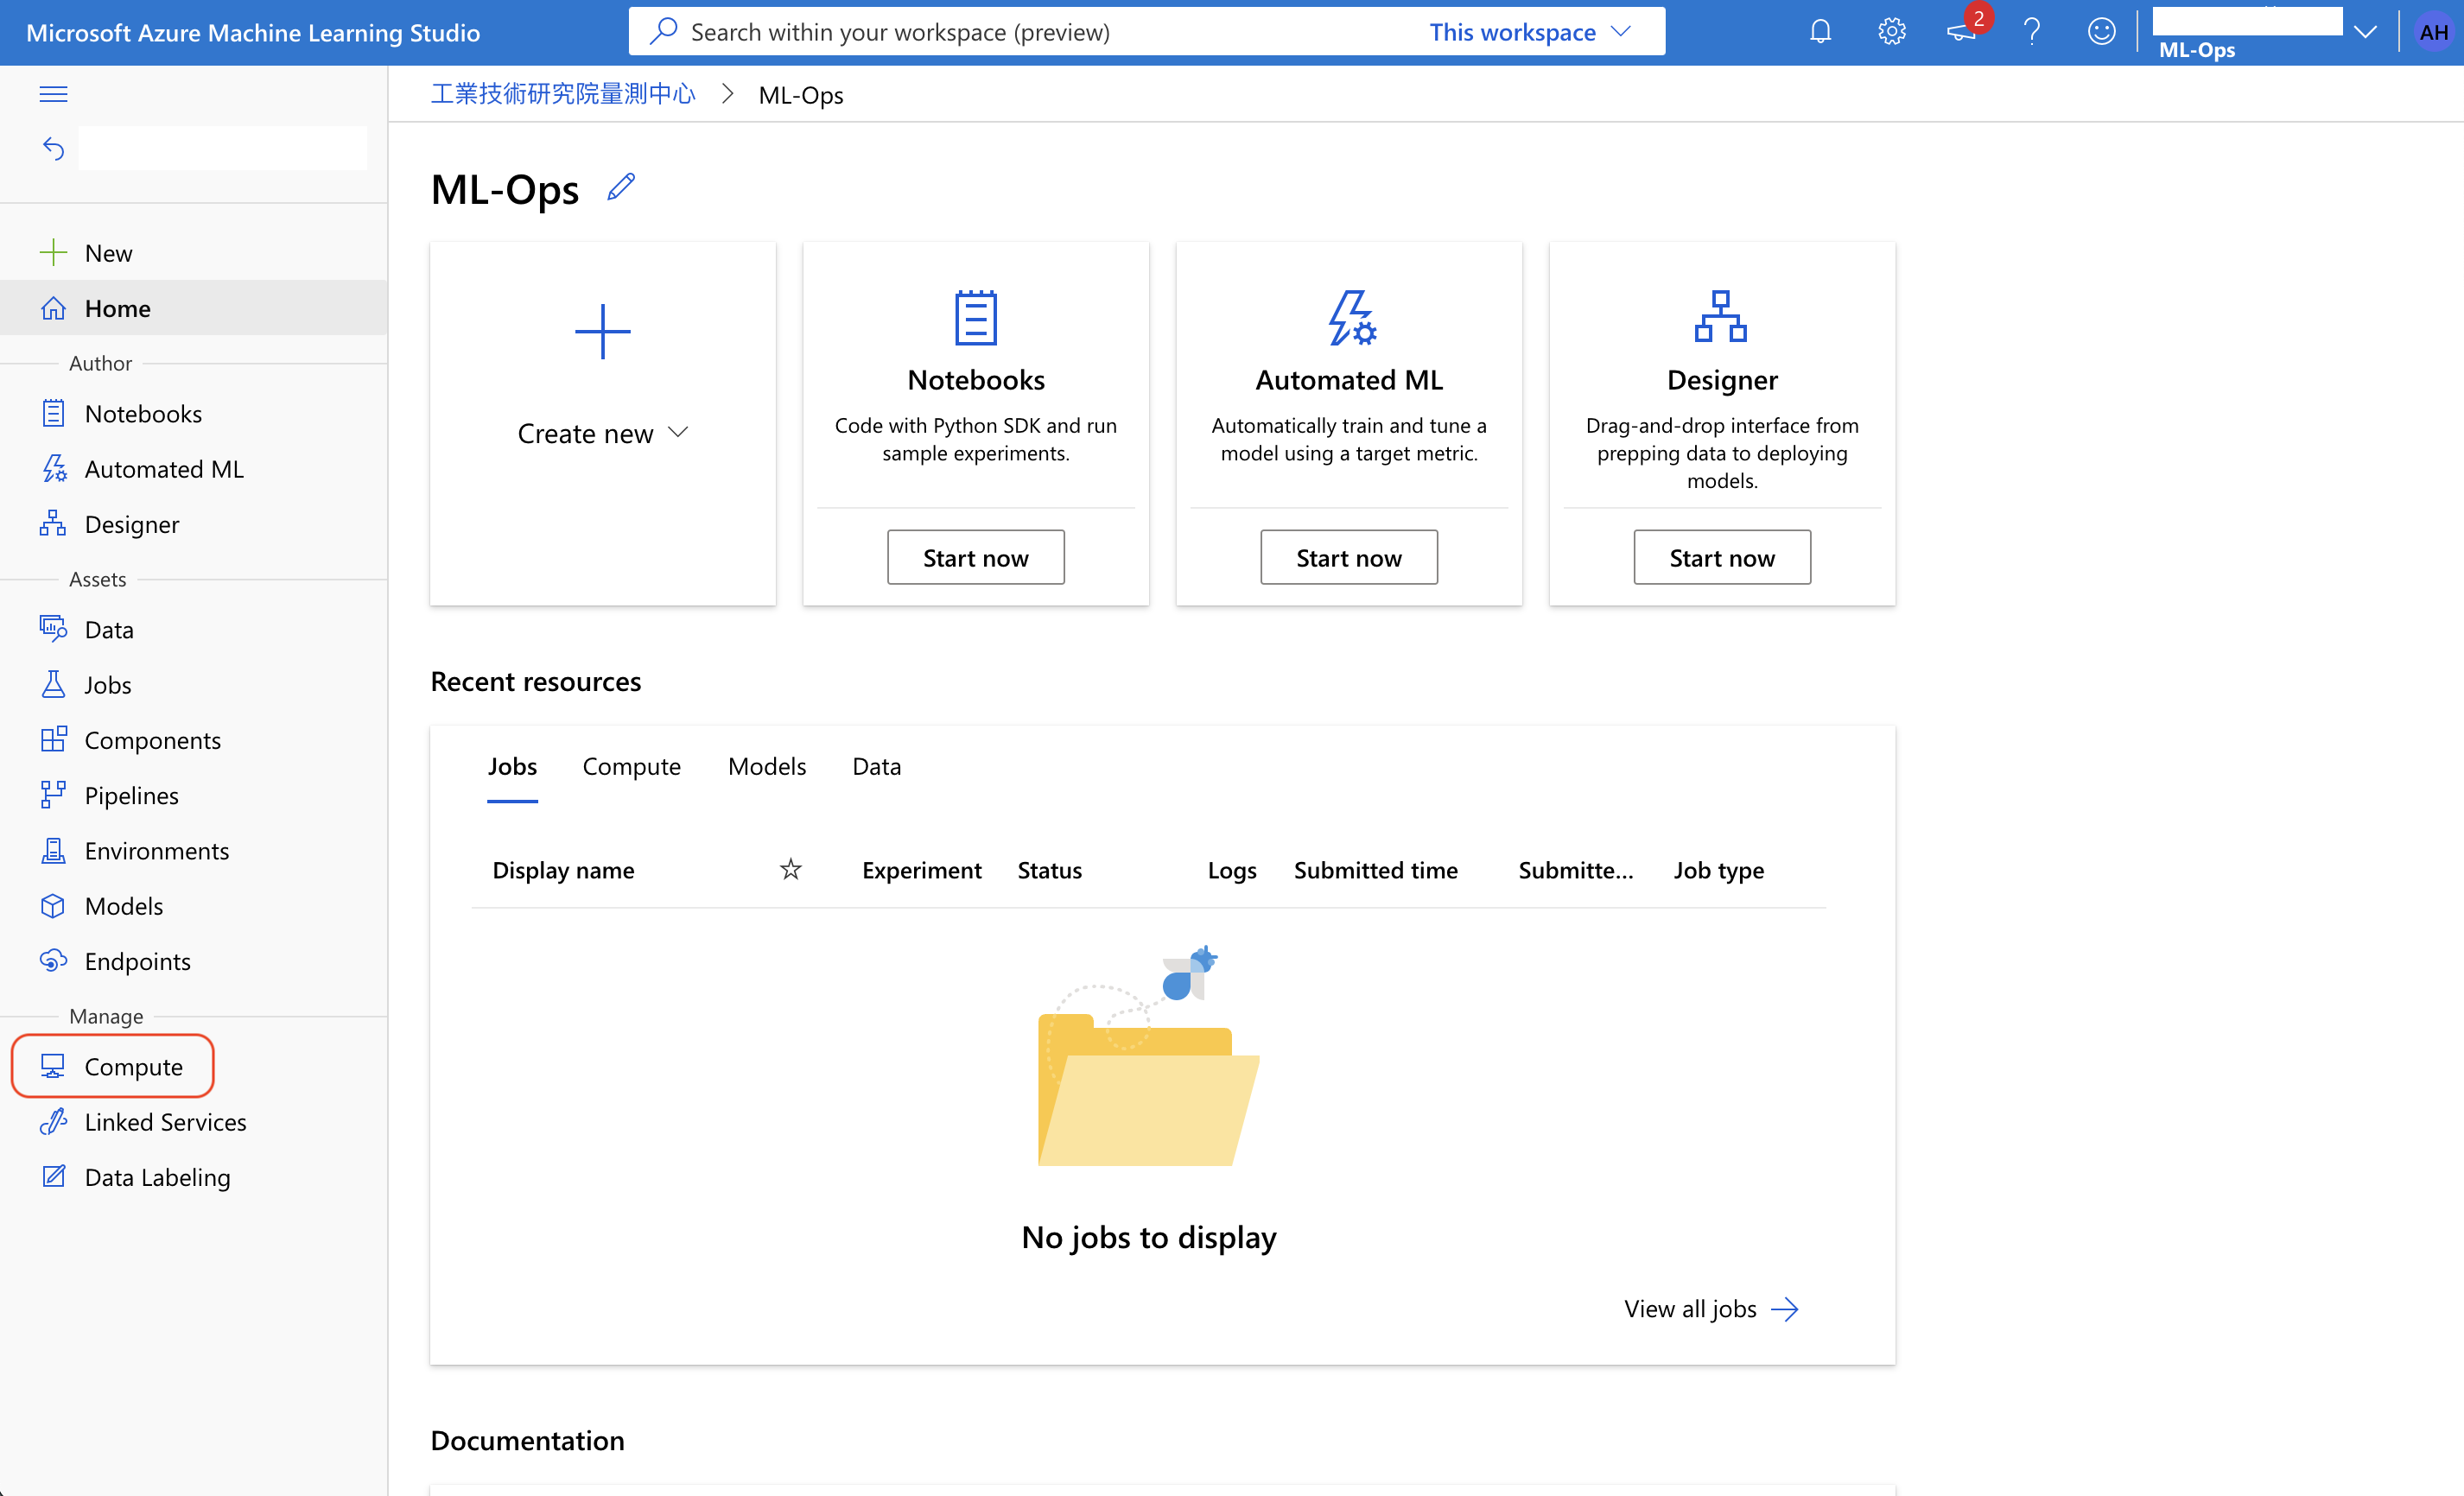 Microsoft Azure Machine Learning Studio
Search within your workspace (preview)
This workspace
2
ML-Ops
AH
工業技術研究院量測中心 > ML-Ops
New
Home
Author
Notebooks
Automated ML
Designer
Assets
Data
Jobs
Components
Pipelines
Environments
Models
Endpoints
Manage
Compute
Linked Services
Data Labeling
ML-Ops
Create new
Notebooks
Code with Python SDK and run
sample experiments.
Start now
Automated ML
Automatically train and tune a
model using a target metric.
Start now
Designer
Drag-and-drop interface from
prepping data to deploying
models.
Start now
Recent resources
Jobs Compute Models Data
Display name Experiment Status Logs Submitted time Submitte... Job type
No jobs to display
View all jobs
Documentation